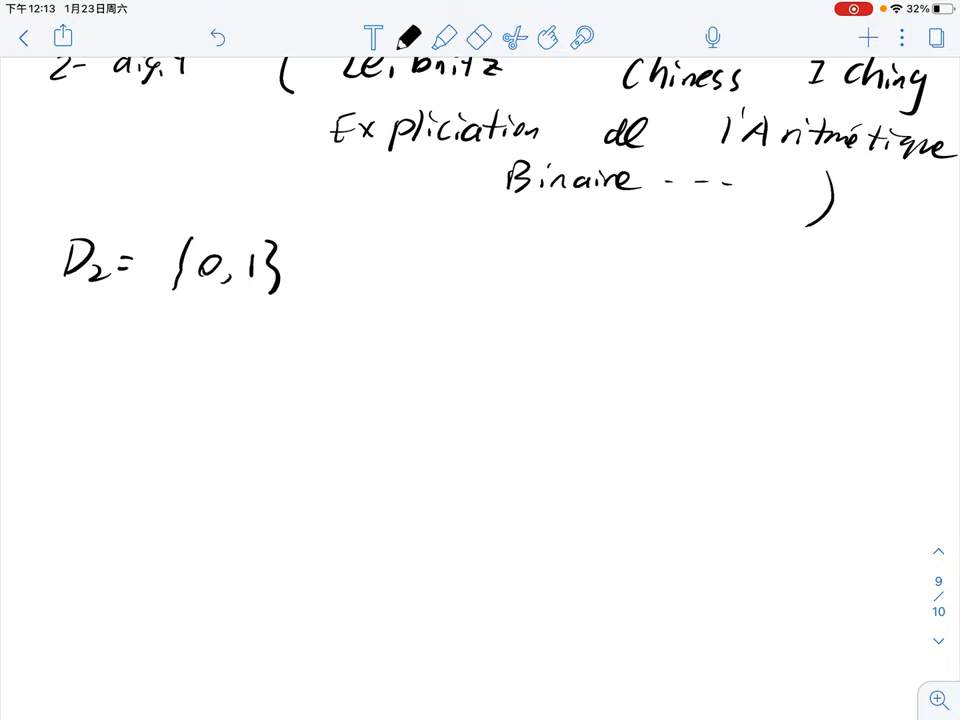 下午12:13 1月23日周六 32%
2- digit ( Leibnitz Chiness I ching
Expliciation de l'Aritmétique
Binaire --- )
D₂ = {0, 1}
9
/
10